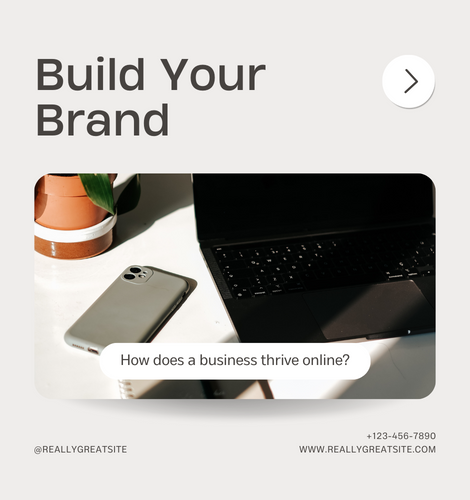 Build Your
Brand
How does a business thrive online?
@REALLYGREATSITE
+123-456-7890
WWW.REALLYGREATSITE.COM